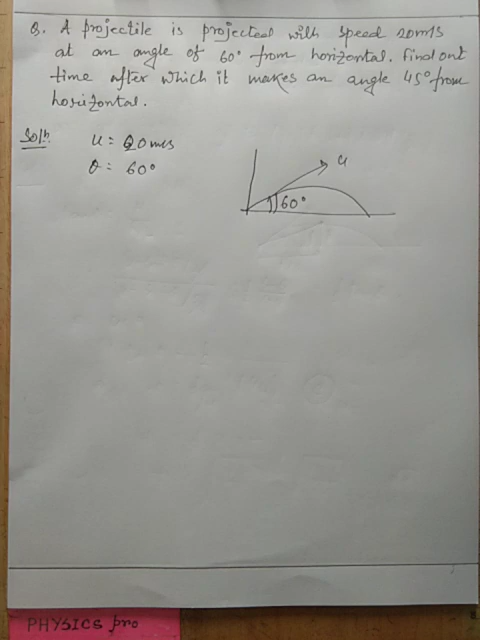 Q. A projectile is projected with speed 20m/s
at an angle of 60° from horizontal. find out
time after which it makes an angle 45° from
horizontal.
Soln.
u = 20 m/s
θ = 60°
u
60°
PHYSICS pro